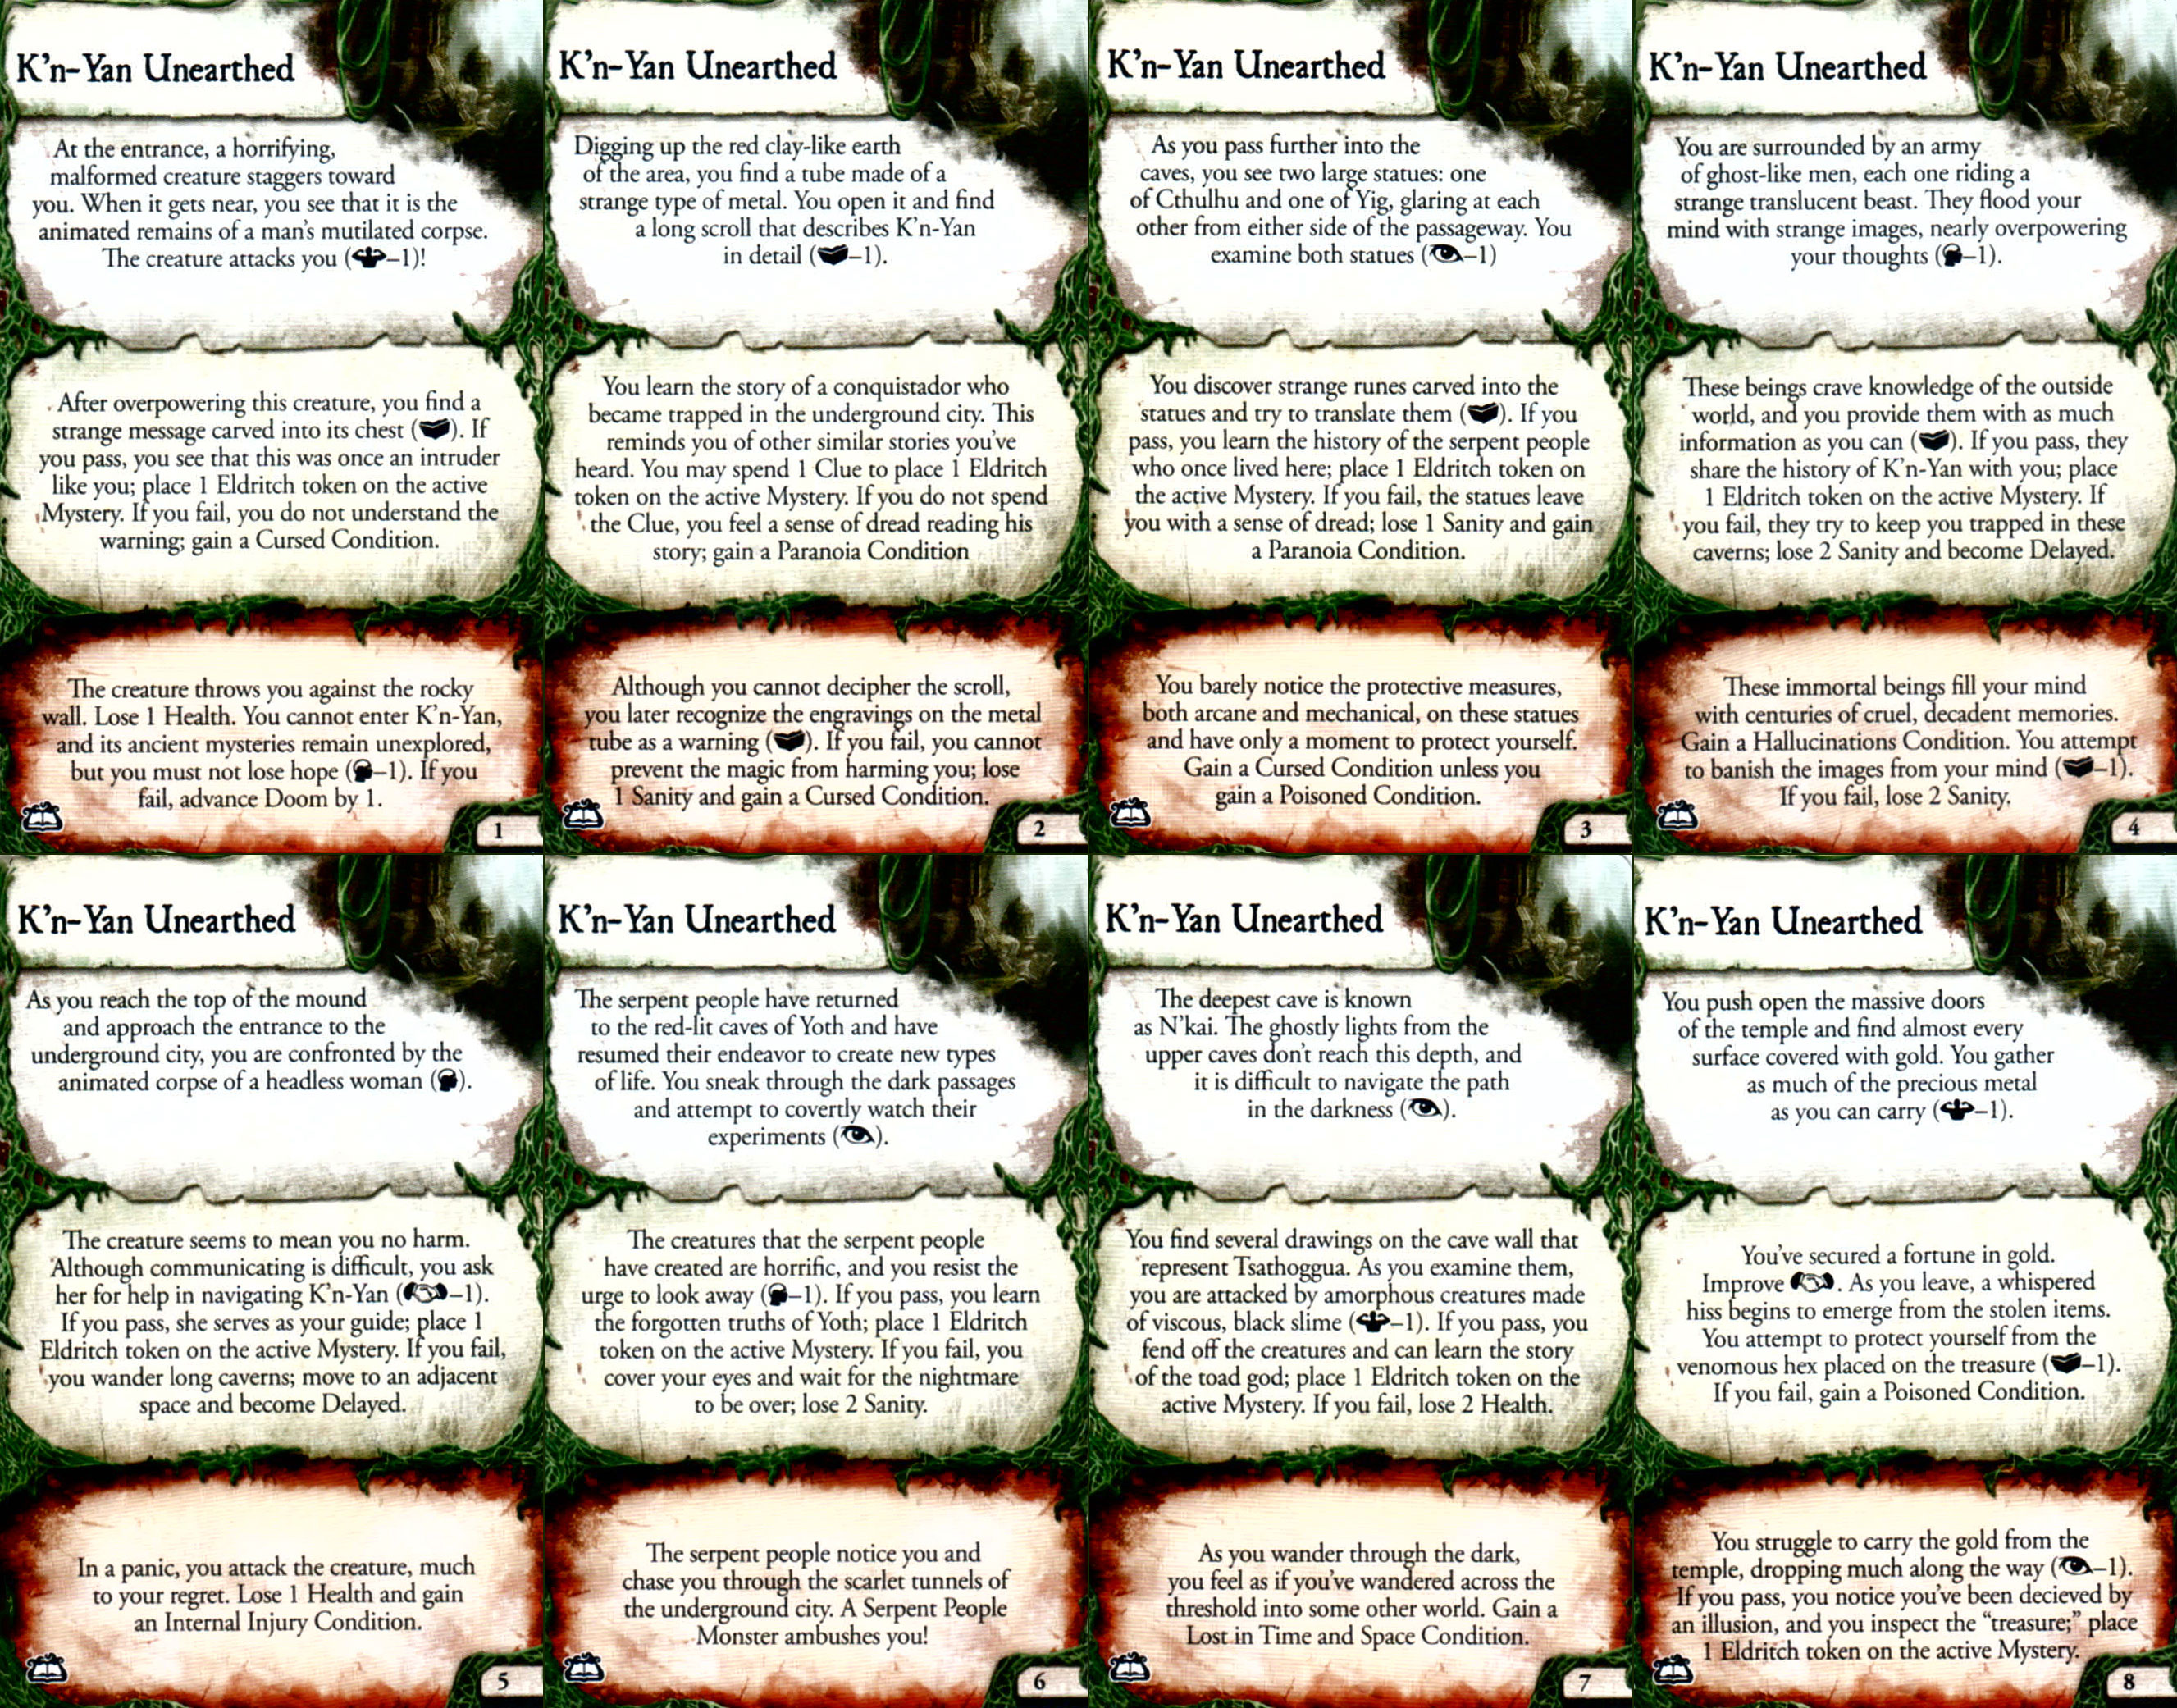 K'n-Yan Unearthed
At the entrance, a horrifying,
malformed creature staggers toward
you. When it gets near, you see that it is the
animated remains of a man's mutilated corpse.
The creature attacks you (–1)!
After overpowering this creature, you find a
strange message carved into its chest (). If
you pass, you see that this was once an intruder
like you; place 1 Eldritch token on the active
Mystery. If you fail, you do not understand the
warning; gain a Cursed Condition.
The creature throws you against the rocky
wall. Lose 1 Health. You cannot enter K'n-Yan,
and its ancient mysteries remain unexplored,
but you must not lose hope (–1). If you
fail, advance Doom by 1.
1
K'n-Yan Unearthed
Digging up the red clay-like earth
of the area, you find a tube made of a
strange type of metal. You open it and find
a long scroll that describes K'n-Yan
in detail (–1).
You learn the story of a conquistador who
became trapped in the underground city. This
reminds you of other similar stories you've
heard. You may spend 1 Clue to place 1 Eldritch
token on the active Mystery. If you do not spend
the Clue, you feel a sense of dread reading his
story; gain a Paranoia Condition
Although you cannot decipher the scroll,
you later recognize the engravings on the metal
tube as a warning (). If you fail, you cannot
prevent the magic from harming you; lose
1 Sanity and gain a Cursed Condition.
2
K'n-Yan Unearthed
As you pass further into the
caves, you see two large statues: one
of Cthulhu and one of Yig, glaring at each
other from either side of the passageway. You
examine both statues (–1)
You discover strange runes carved into the
statues and try to translate them (). If you
pass, you learn the history of the serpent people
who once lived here; place 1 Eldritch token on
the active Mystery. If you fail, the statues leave
you with a sense of dread; lose 1 Sanity and gain
a Paranoia Condition.
You barely notice the protective measures,
both arcane and mechanical, on these statues
and have only a moment to protect yourself.
Gain a Cursed Condition unless you
gain a Poisoned Condition.
3
K'n-Yan Unearthed
You are surrounded by an army
of ghost-like men, each one riding a
strange translucent beast. They flood your
mind with strange images, nearly overpowering
your thoughts (–1).
These beings crave knowledge of the outside
world, and you provide them with as much
information as you can (). If you pass, they
share the history of K'n-Yan with you; place
1 Eldritch token on the active Mystery. If
you fail, they try to keep you trapped in these
caverns; lose 2 Sanity and become Delayed.
These immortal beings fill your mind
with centuries of cruel, decadent memories.
Gain a Hallucinations Condition. You attempt
to banish the images from your mind (–1).
If you fail, lose 2 Sanity.
4
K'n-Yan Unearthed
As you reach the top of the mound
and approach the entrance to the
underground city, you are confronted by the
animated corpse of a headless woman ().
The creature seems to mean you no harm.
Although communicating is difficult, you ask
her for help in navigating K'n-Yan (–1).
If you pass, she serves as your guide; place 1
Eldritch token on the active Mystery. If you fail,
you wander long caverns; move to an adjacent
space and become Delayed.
In a panic, you attack the creature, much
to your regret. Lose 1 Health and gain
an Internal Injury Condition.
5
K'n-Yan Unearthed
The serpent people have returned
to the red-lit caves of Yoth and have
resumed their endeavor to create new types
of life. You sneak through the dark passages
and attempt to covertly watch their
experiments ().
The creatures that the serpent people
have created are horrific, and you resist the
urge to look away (–1). If you pass, you learn
the forgotten truths of Yoth; place 1 Eldritch
token on the active Mystery. If you fail, you
cover your eyes and wait for the nightmare
to be over; lose 2 Sanity.
The serpent people notice you and
chase you through the scarlet tunnels of
the underground city. A Serpent People
Monster ambushes you!
6
K'n-Yan Unearthed
The deepest cave is known
as N'kai. The ghostly lights from the
upper caves don't reach this depth, and
it is difficult to navigate the path
in the darkness ().
You find several drawings on the cave wall that
represent Tsathoggua. As you examine them,
you are attacked by amorphous creatures made
of viscous, black slime (–1). If you pass, you
fend off the creatures and can learn the story
of the toad god; place 1 Eldritch token on the
active Mystery. If you fail, lose 2 Health.
As you wander through the dark,
you feel as if you've wandered across the
threshold into some other world. Gain a
Lost in Time and Space Condition.
7
K'n-Yan Unearthed
You push open the massive doors
of the temple and find almost every
surface covered with gold. You gather
as much of the precious metal
as you can carry (–1).
You've secured a fortune in gold.
Improve . As you leave, a whispered
hiss begins to emerge from the stolen items.
You attempt to protect yourself from the
venomous hex placed on the treasure (–1).
If you fail, gain a Poisoned Condition.
You struggle to carry the gold from the
temple, dropping much along the way (–1).
If you pass, you notice you've been decieved by
an illusion, and you inspect the “treasure;” place
1 Eldritch token on the active Mystery.
8